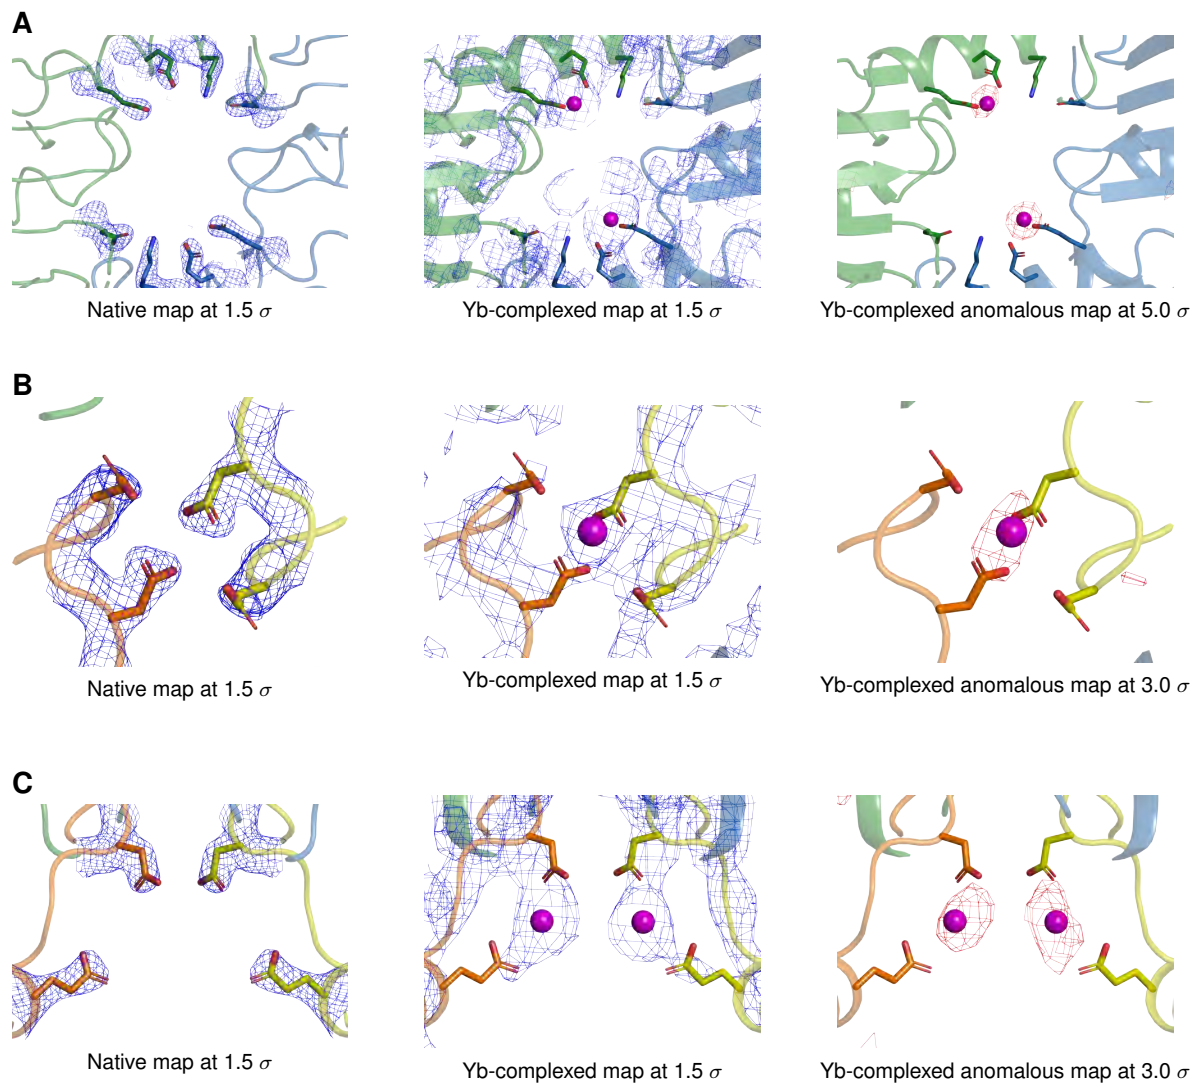 A
Native map at 1.5 σ
Yb-complexed map at 1.5 σ
Yb-complexed anomalous map at 5.0 σ
B
Native map at 1.5 σ
Yb-complexed map at 1.5 σ
Yb-complexed anomalous map at 3.0 σ
C
Native map at 1.5 σ
Yb-complexed map at 1.5 σ
Yb-complexed anomalous map at 3.0 σ